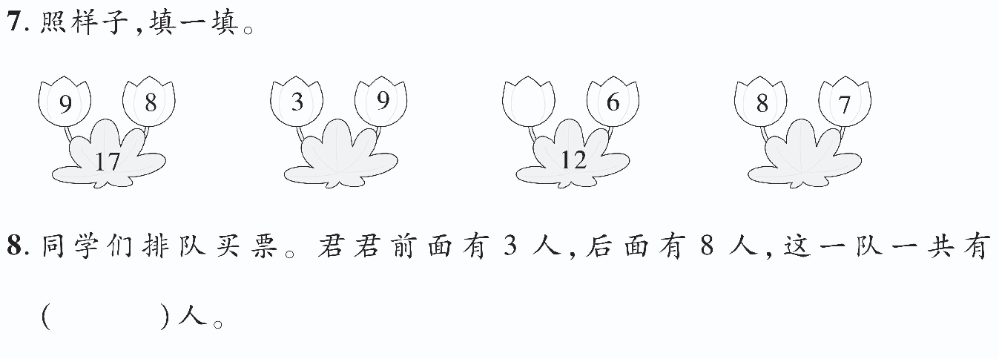 7. 照样子,填一填。
9 8 3 9 6 8 7
17 12
8. 同学们排队买票。君君前面有 3 人,后面有 8 人,这一队一共有
( )人。